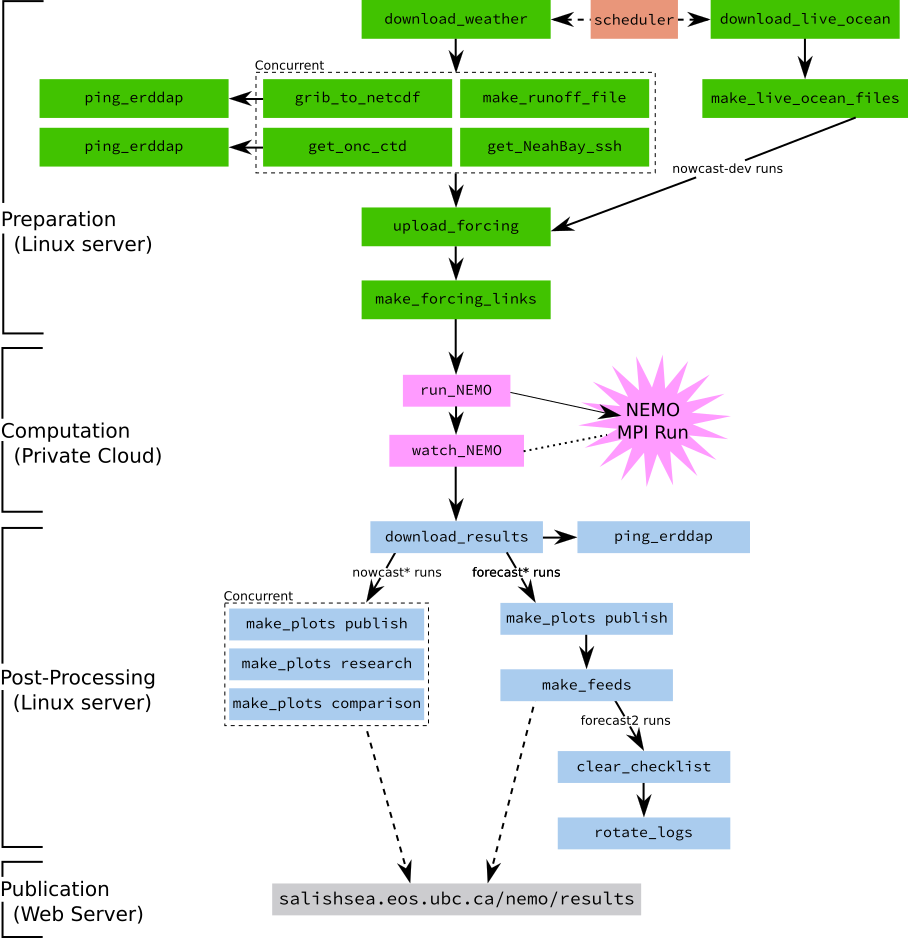 download_weather
scheduler
download_live_ocean
Concurrent
ping_erddap
grib_to_netcdf
make_runoff_file
make_live_ocean_files
ping_erddap
get_onc_ctd
get_NeahBay_ssh
nowcast-dev runs
Preparation
(Linux server)
upload_forcing
make_forcing_links
run_NEMO
NEMO
MPI Run
Computation
(Private Cloud)
watch_NEMO
download_results
ping_erddap
nowcast* runs
forecast* runs
Concurrent
make_plots publish
make_plots publish
make_plots research
make_plots comparison
Post-Processing
(Linux server)
make_feeds
forecast2 runs
clear_checklist
rotate_logs
Publication
(Web Server)
salishsea.eos.ubc.ca/nemo/results